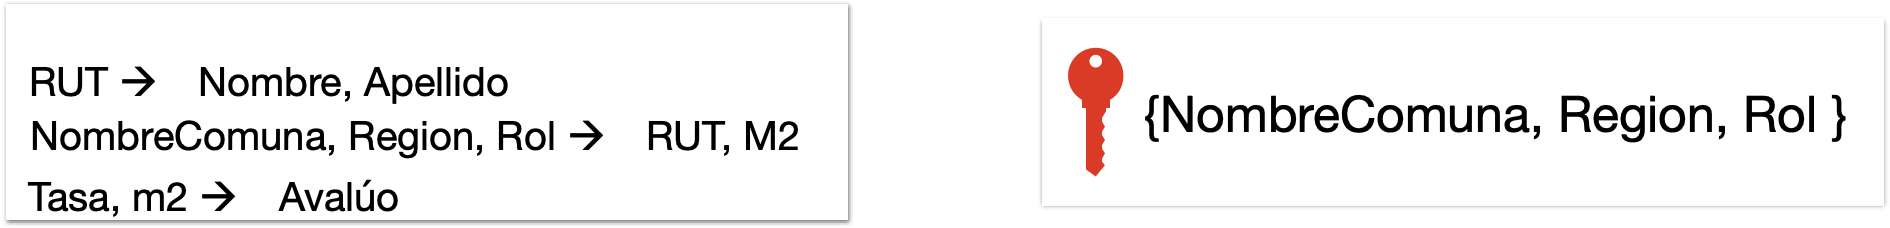 RUT → Nombre, Apellido
NombreComuna, Region, Rol → RUT, M2
Tasa, m2 → Avalúo
{NombreComuna, Region, Rol }